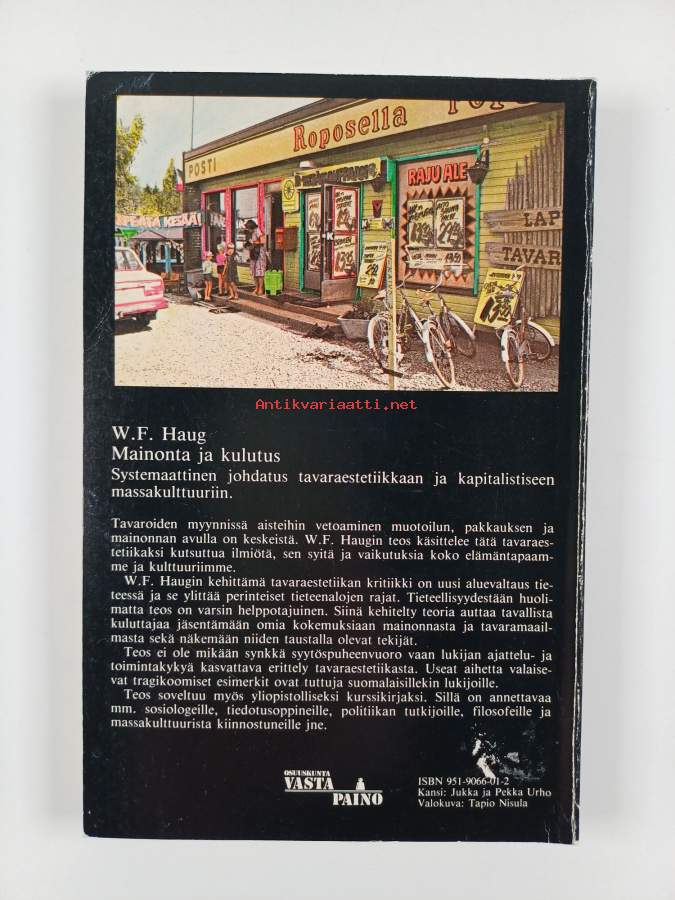 Roposella
POSTI
RAJU ALE
LAP
TAVAR
Antikvariaatti.net
W.F. Haug
Mainonta ja kulutus
Systemaattinen johdatus tavaraestetiikkaan ja kapitalistiseen
massakulttuuriin.
Tavaroiden myynnissä aisteihin vetoaminen muotoilun, pakkauksen ja
mainonnan avulla on keskeistä. W.F. Haugin teos käsittelee tätä tavaraes-
tetiikaksi kutsuttua ilmiötä, sen syitä ja vaikutuksia koko elämäntapaam-
me ja kulttuuriimme.
W.F. Haugin kehittämä tavaraestetiikan kritiikki on uusi aluevaltaus tie-
teessä ja se ylittää perinteiset tieteenalojen rajat. Tieteellisyydestään huoli-
matta teos on varsin helppotajuinen. Siinä kehitelty teoria auttaa tavallista
kuluttajaa jäsentämään omia kokemuksiaan mainonnasta ja tavaramaail-
masta sekä näkemään niiden taustalla olevat tekijät.
Teos ei ole mikään synkkä syytöspuheenvuoro vaan lukijan ajattelu- ja
toimintakykyä kasvattava erittely tavaraestetiikasta. Useat aihetta valaise-
vat tragikoomiset esimerkit ovat tuttuja suomalaisillekin lukijoille.
Teos soveltuu myös yliopistolliseksi kurssikirjaksi. Sillä on annettavaa
mm. sosiologeille, tiedotusoppineille, politiikan tutkijoille, filosofeille ja
massakulttuurista kiinnostuneille jne.
OSUUSKUNTA
VASTA
PAINO
ISBN 951-9066-01-2
Kansi: Jukka ja Pekka Urho
Valokuva: Tapio Nisula